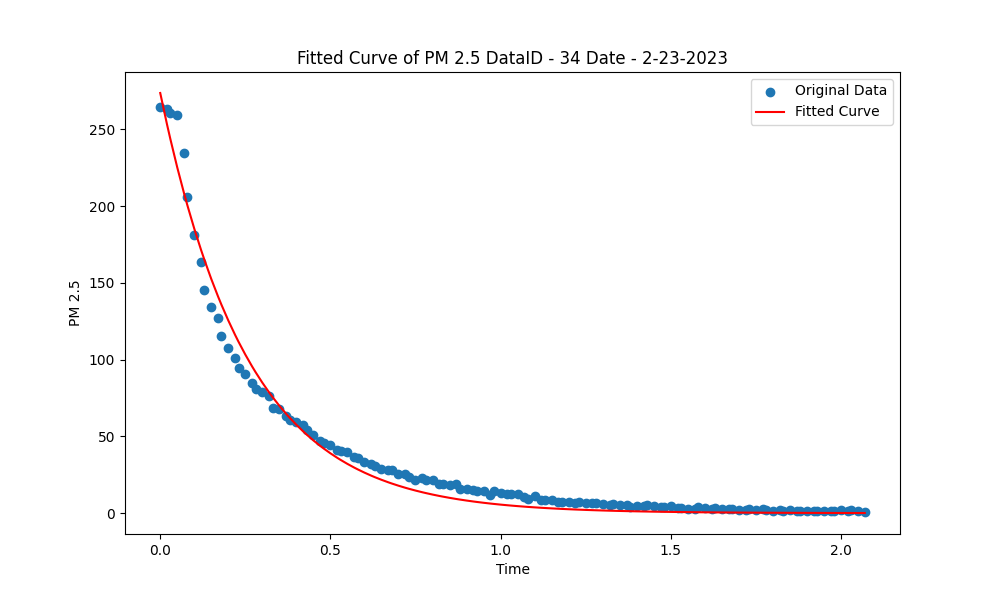 Fitted Curve of PM 2.5 DataID - 34 Date - 2-23-2023
Original Data
Fitted Curve
250
200
150
100
50
0
PM 2.5
0.0 0.5 1.0 1.5 2.0
Time